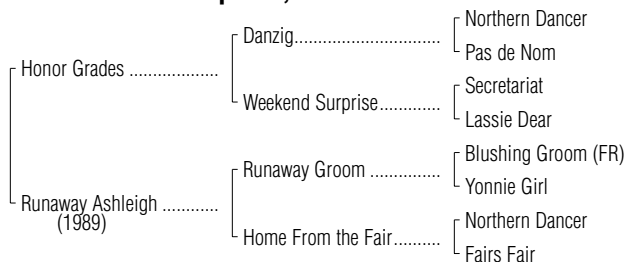 Northern Dancer
Danzig..............................
Pas de Nom
Honor Grades ...................
Secretariat
Weekend Surprise.............
Lassie Dear
Blushing Groom (FR)
Runaway Groom ...............
Yonnie Girl
Runaway Ashleigh ............
(1989)
Northern Dancer
Home From the Fair..........
Fairs Fair